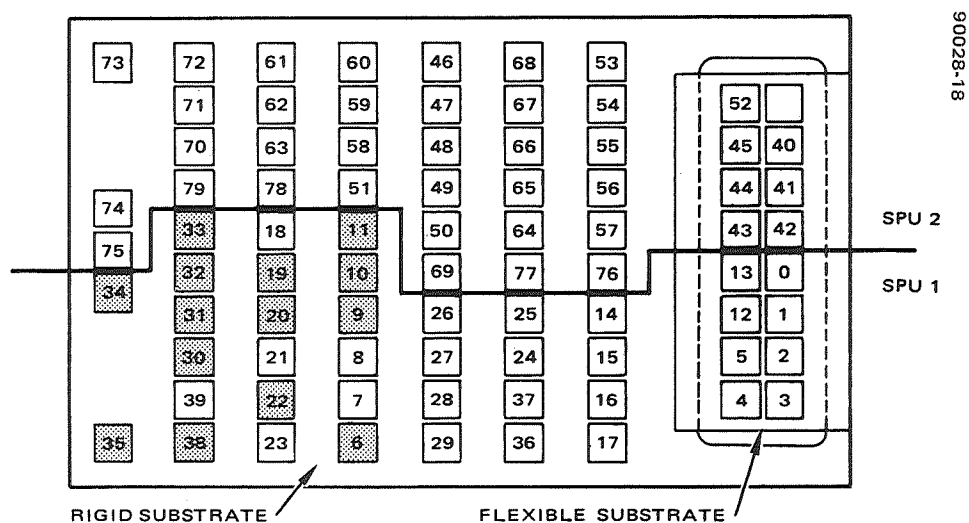 90028-18
73 72 61 60 46 68 53
71 62 59 47 67 54 52
70 63 58 48 66 55 45 40
79 78 51 49 65 56 44 41
74 33 18 11 50 64 57 43 42 SPU 2
75 32 19 10 69 77 76 13 0 SPU 1
34 31 20 9 26 25 14 12 1
30 21 8 27 24 15 5 2
39 22 7 28 37 16 4 3
35 38 23 6 29 36 17
RIGID SUBSTRATE FLEXIBLE SUBSTRATE